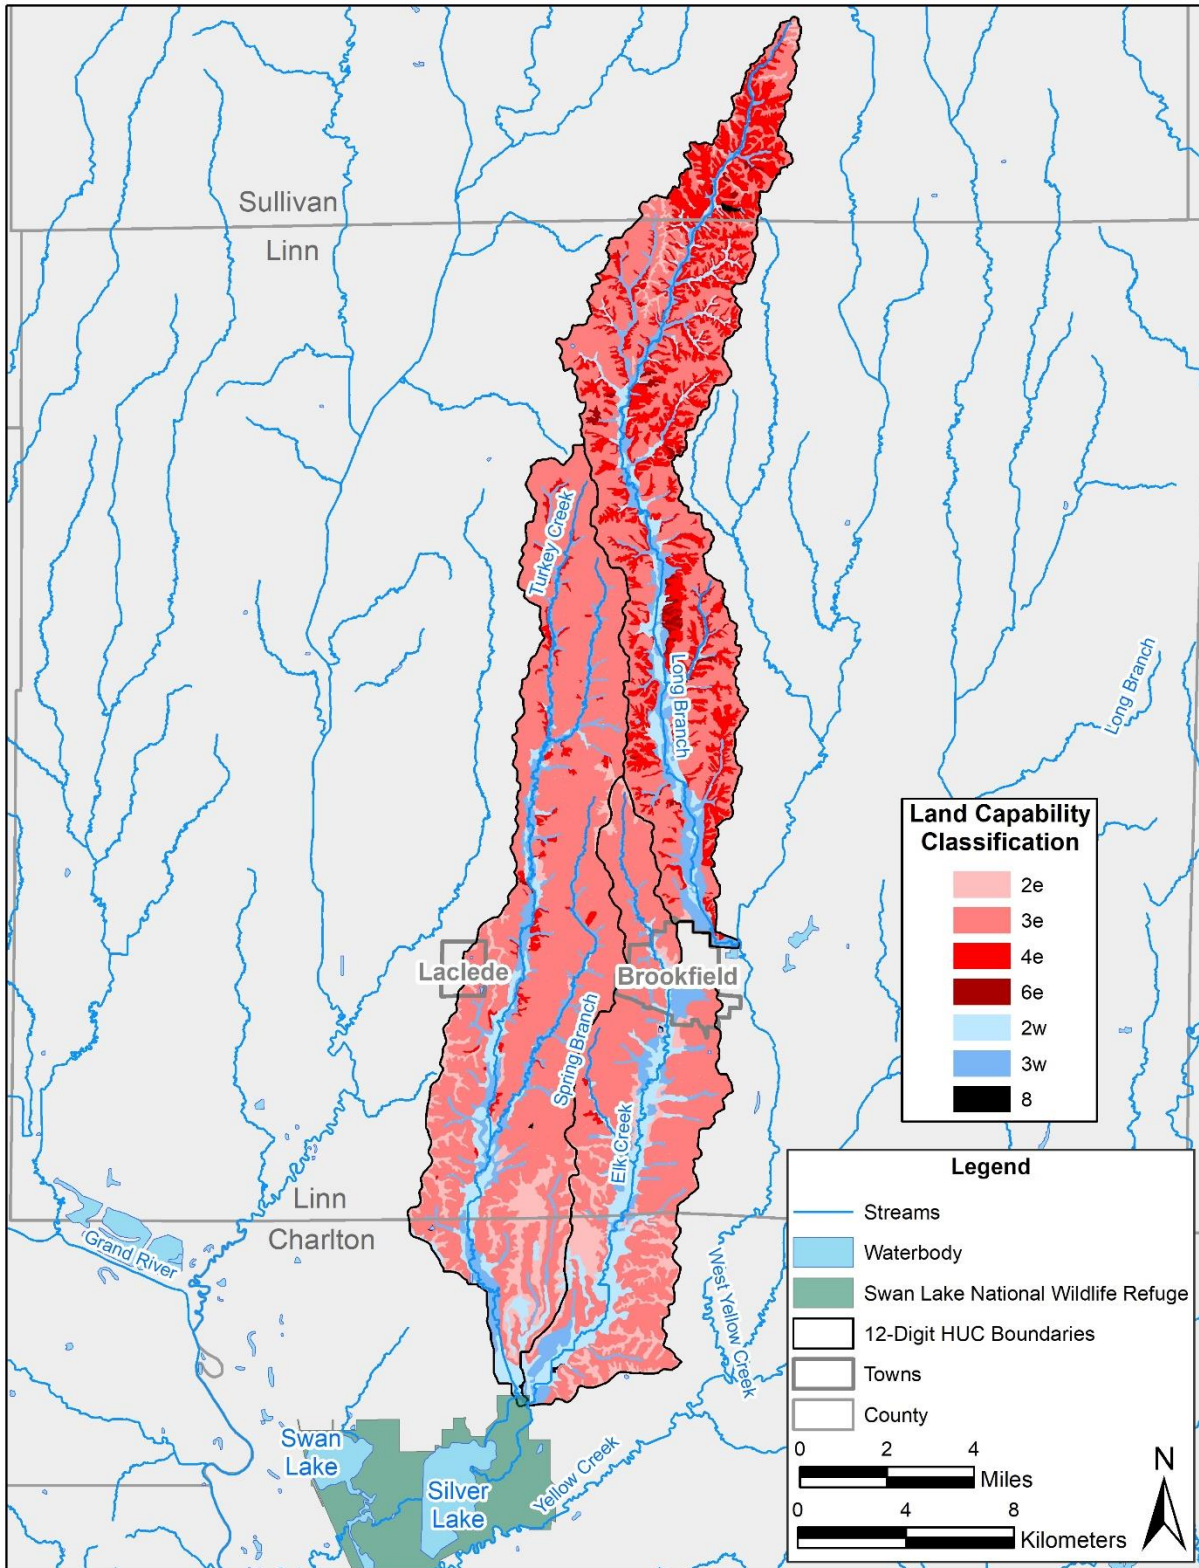 Sullivan
Linn
Turkey Creek
Long Branch
Long Branch
Land Capability
Classification
2e
3e
4e
6e
2w
3w
8
Laclede
Brookfield
Spring Branch
Elk Creek
Linn
Charlton
Grand River
West Yellow Creek
Legend
Streams
Waterbody
Swan Lake National Wildlife Refuge
12-Digit HUC Boundaries
Towns
County
0 2 4
Miles
0 4 8
Kilometers
N
Swan
Lake
Silver
Lake
Yellow Creek